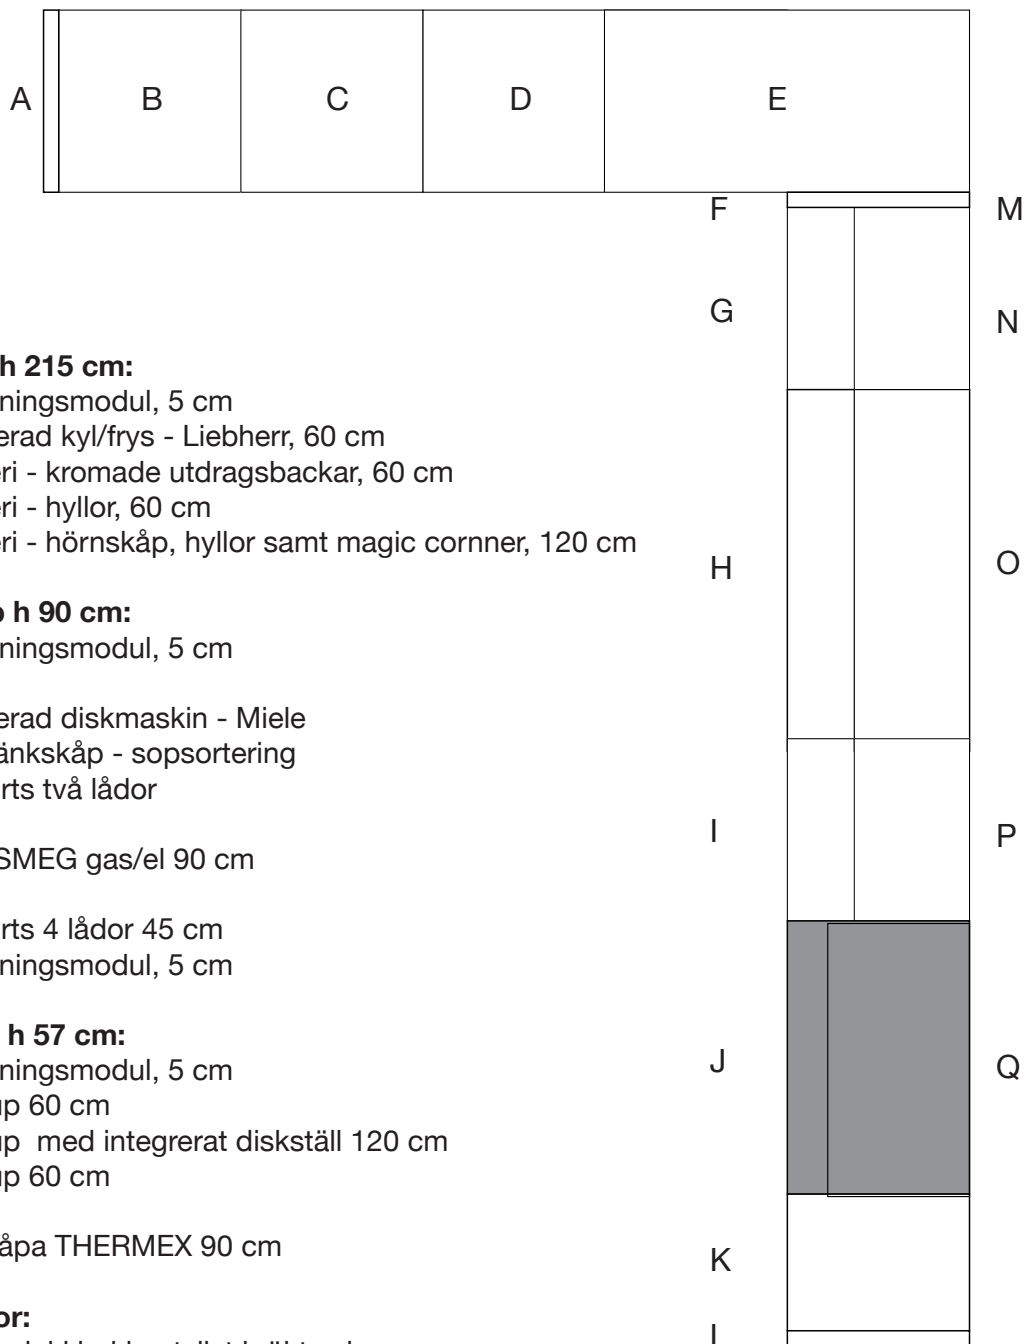 A B C D E
F M
G N
h 215 cm:
ningsmodul, 5 cm
erad kyl/frys - Liebherr, 60 cm
eri - kromade utdragsbackar, 60 cm
eri - hyllor, 60 cm
eri - hörnskåp, hyllor samt magic cornner, 120 cm
H O
h 90 cm:
ningsmodul, 5 cm
erad diskmaskin - Miele
änkskåp - sopsortering
rts två lådor
I P
SMEG gas/el 90 cm
rts 4 lådor 45 cm
ningsmodul, 5 cm
h 57 cm:
J Q
ningsmodul, 5 cm
up 60 cm
up med integrerat diskställ 120 cm
up 60 cm
åpa THERMEX 90 cm
K
or: